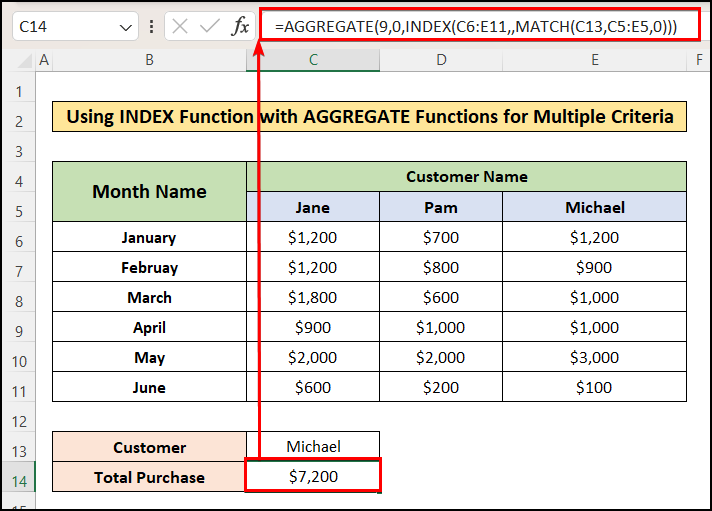 C14 fx =AGGREGATE(9,0,INDEX(C6:E11,,MATCH(C13,C5:E5,0)))
A B C D E F
1
2 Using INDEX Function with AGGREGATE Functions for Multiple Criteria
3
4 Month Name Customer Name
5 Jane Pam Michael
6 January $1,200 $700 $1,200
7 Februay $1,200 $800 $900
8 March $1,800 $600 $1,000
9 April $900 $1,000 $1,000
10 May $2,000 $2,000 $3,000
11 June $600 $200 $100
12
13 Customer Michael
14 Total Purchase $7,200
15